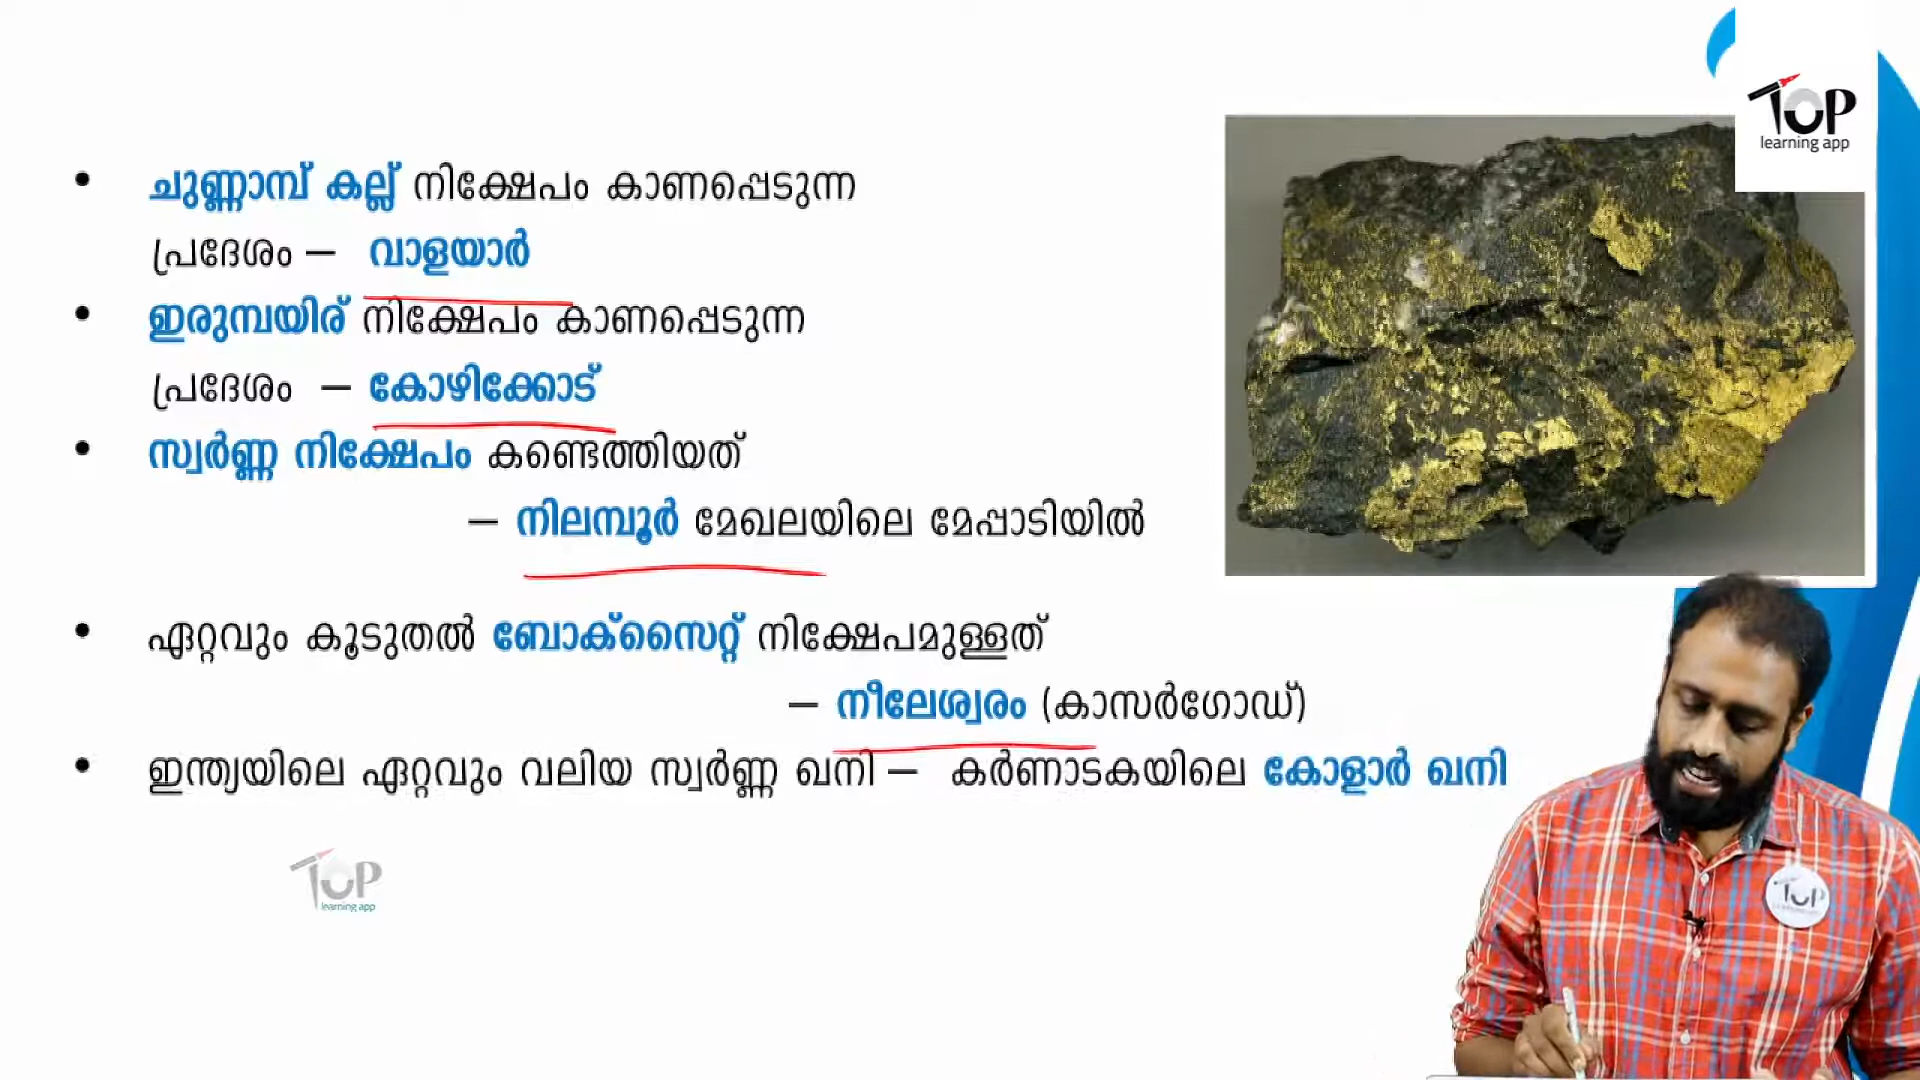 TOP
learning app
• ചുണ്ണാമ്പ് കല്ല് നിക്ഷേപം കാണപ്പെടുന്ന
പ്രദേശം – വാളയാർ
• ഇരുമ്പയിര് നിക്ഷേപം കാണപ്പെടുന്ന
പ്രദേശം – കോഴിക്കോട്
• സ്വർണ്ണ നിക്ഷേപം കണ്ടെത്തിയത്
– നിലമ്പൂർ മേഖലയിലെ മേപ്പാടിയിൽ
• ഏറ്റവും കൂടുതൽ ബോക്സൈറ്റ് നിക്ഷേപമുള്ളത്
– നീലേശ്വരം (കാസർഗോഡ്)
• ഇന്ത്യയിലെ ഏറ്റവും വലിയ സ്വർണ്ണ ഖനി – കർണാടകയിലെ കോളാർ ഖനി
TOP
learning app
TOP